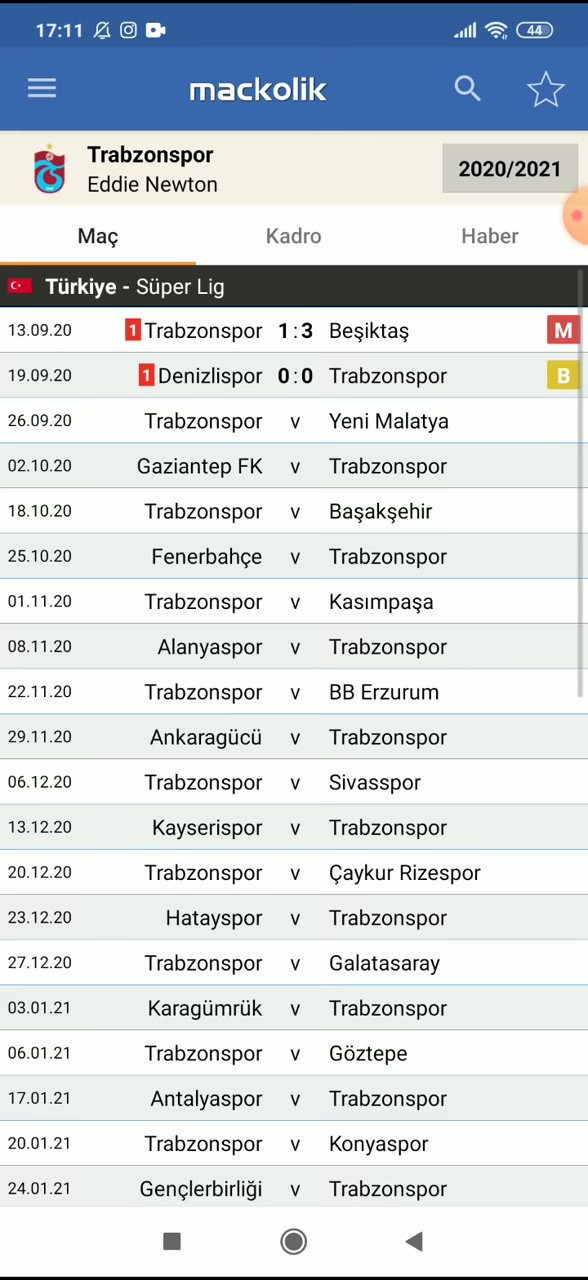 17:11 44
mackolik
Trabzonspor
Eddie Newton
2020/2021
Maç Kadro Haber
Türkiye - Süper Lig
13.09.20 1 Trabzonspor 1:3 Beşiktaş M
19.09.20 1 Denizlispor 0:0 Trabzonspor B
26.09.20 Trabzonspor v Yeni Malatya
02.10.20 Gaziantep FK v Trabzonspor
18.10.20 Trabzonspor v Başakşehir
25.10.20 Fenerbahçe v Trabzonspor
01.11.20 Trabzonspor v Kasımpaşa
08.11.20 Alanyaspor v Trabzonspor
22.11.20 Trabzonspor v BB Erzurum
29.11.20 Ankaragücü v Trabzonspor
06.12.20 Trabzonspor v Sivasspor
13.12.20 Kayserispor v Trabzonspor
20.12.20 Trabzonspor v Çaykur Rizespor
23.12.20 Hatayspor v Trabzonspor
27.12.20 Trabzonspor v Galatasaray
03.01.21 Karagümrük v Trabzonspor
06.01.21 Trabzonspor v Göztepe
17.01.21 Antalyaspor v Trabzonspor
20.01.21 Trabzonspor v Konyaspor
24.01.21 Gençlerbirliği v Trabzonspor